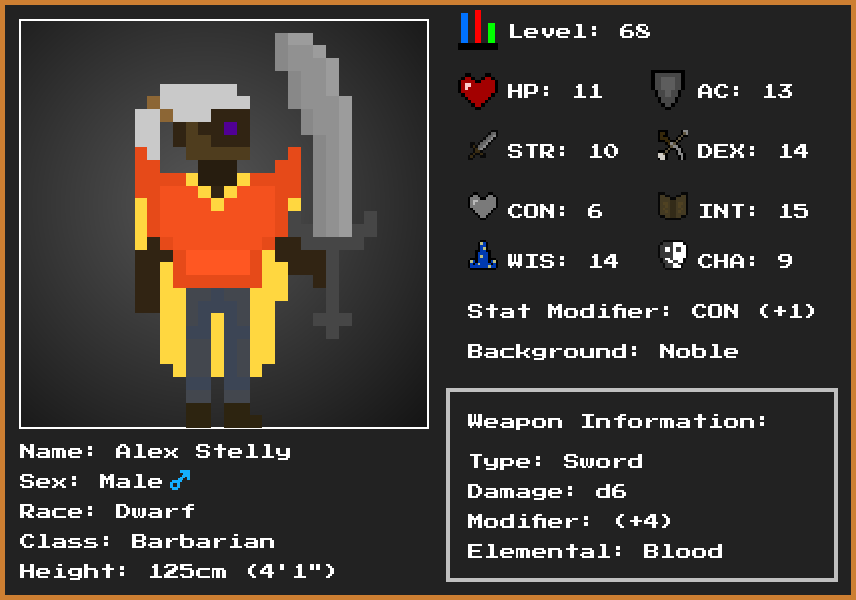 Level: 68
HP: 11 AC: 13
STR: 10 DEX: 14
CON: 6 INT: 15
WIS: 14 CHA: 9
Stat Modifier: CON (+1)
Background: Noble
Weapon Information:
Type: Sword
Damage: d6
Modifier: (+4)
Elemental: Blood
Name: Alex Stelly
Sex: Male♂
Race: Dwarf
Class: Barbarian
Height: 125cm (4'1")